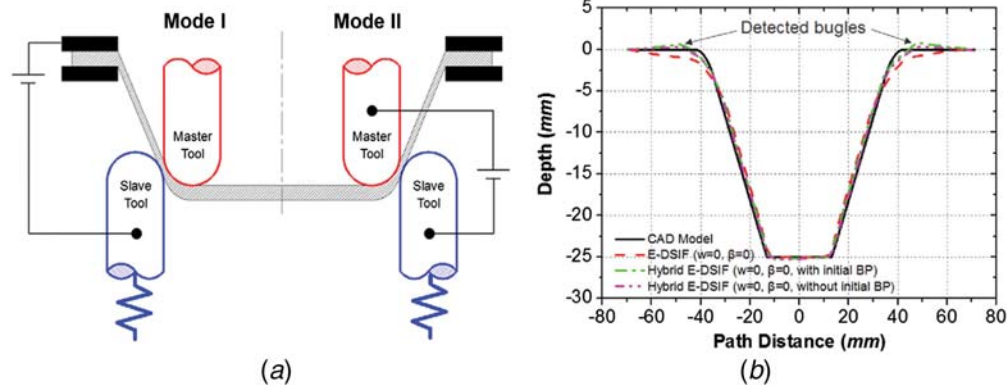 Mode I
Mode II
Master
Tool
Master
Tool
Slave
Tool
Slave
Tool
(a)
Detected bugles
Depth (mm)
5
0
-5
-10
-15
-20
-25
-30
CAD Model
E-DSIF (w=0, β=0)
Hybrid E-DSIF (w=0, β=0, with initial BP)
Hybrid E-DSIF (w=0, β=0, without initial BP)
-80 -60 -40 -20 0 20 40 60 80
Path Distance (mm)
(b)